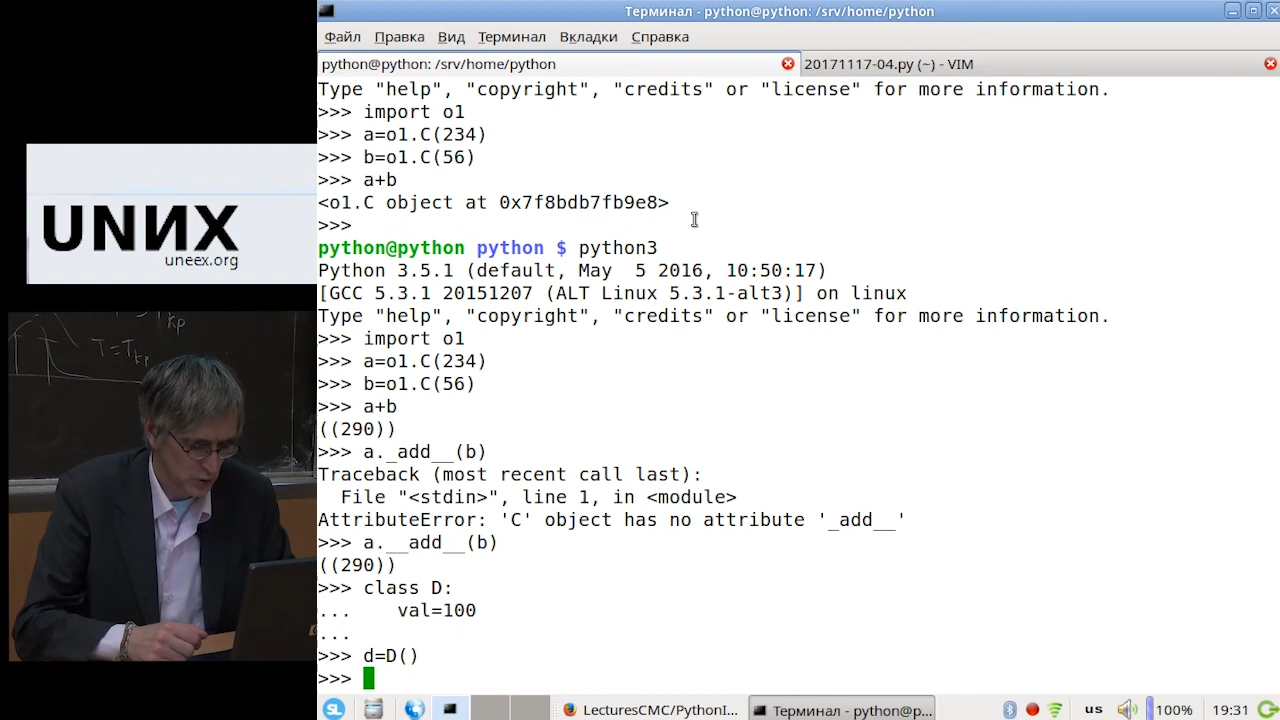 Терминал - python@python: /srv/home/python
Файл Правка Вид Терминал Вкладки Справка
python@python: /srv/home/python
20171117-04.py (~) - VIM
Type "help", "copyright", "credits" or "license" for more information.
>>> import o1
>>> a=o1.C(234)
>>> b=o1.C(56)
>>> a+b
<o1.C object at 0x7f8bdb7fb9e8>
>>>
python@python python $ python3
Python 3.5.1 (default, May  5 2016, 10:50:17)
[GCC 5.3.1 20151207 (ALT Linux 5.3.1-alt3)] on linux
Type "help", "copyright", "credits" or "license" for more information.
>>> import o1
>>> a=o1.C(234)
>>> b=o1.C(56)
>>> a+b
((290))
>>> a._add__(b)
Traceback (most recent call last):
  File "<stdin>", line 1, in <module>
AttributeError: 'C' object has no attribute '_add__'
>>> a.__add__(b)
((290))
>>> class D:
...    val=100
...
>>> d=D()
>>>
UNИX
uneex.org
T=Tкр
LecturesCMC/PythonI...
Терминал - python@p...
us
100%
19:31